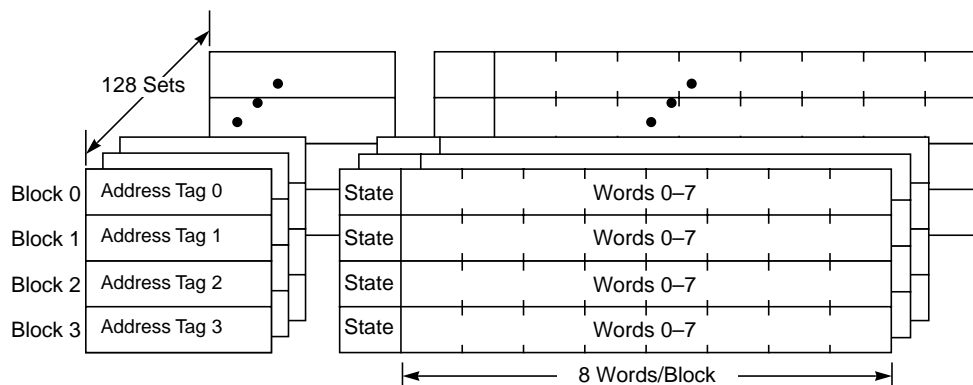 128 Sets
Block 0 Address Tag 0 State Words 0–7
Block 1 Address Tag 1 State Words 0–7
Block 2 Address Tag 2 State Words 0–7
Block 3 Address Tag 3 State Words 0–7
8 Words/Block